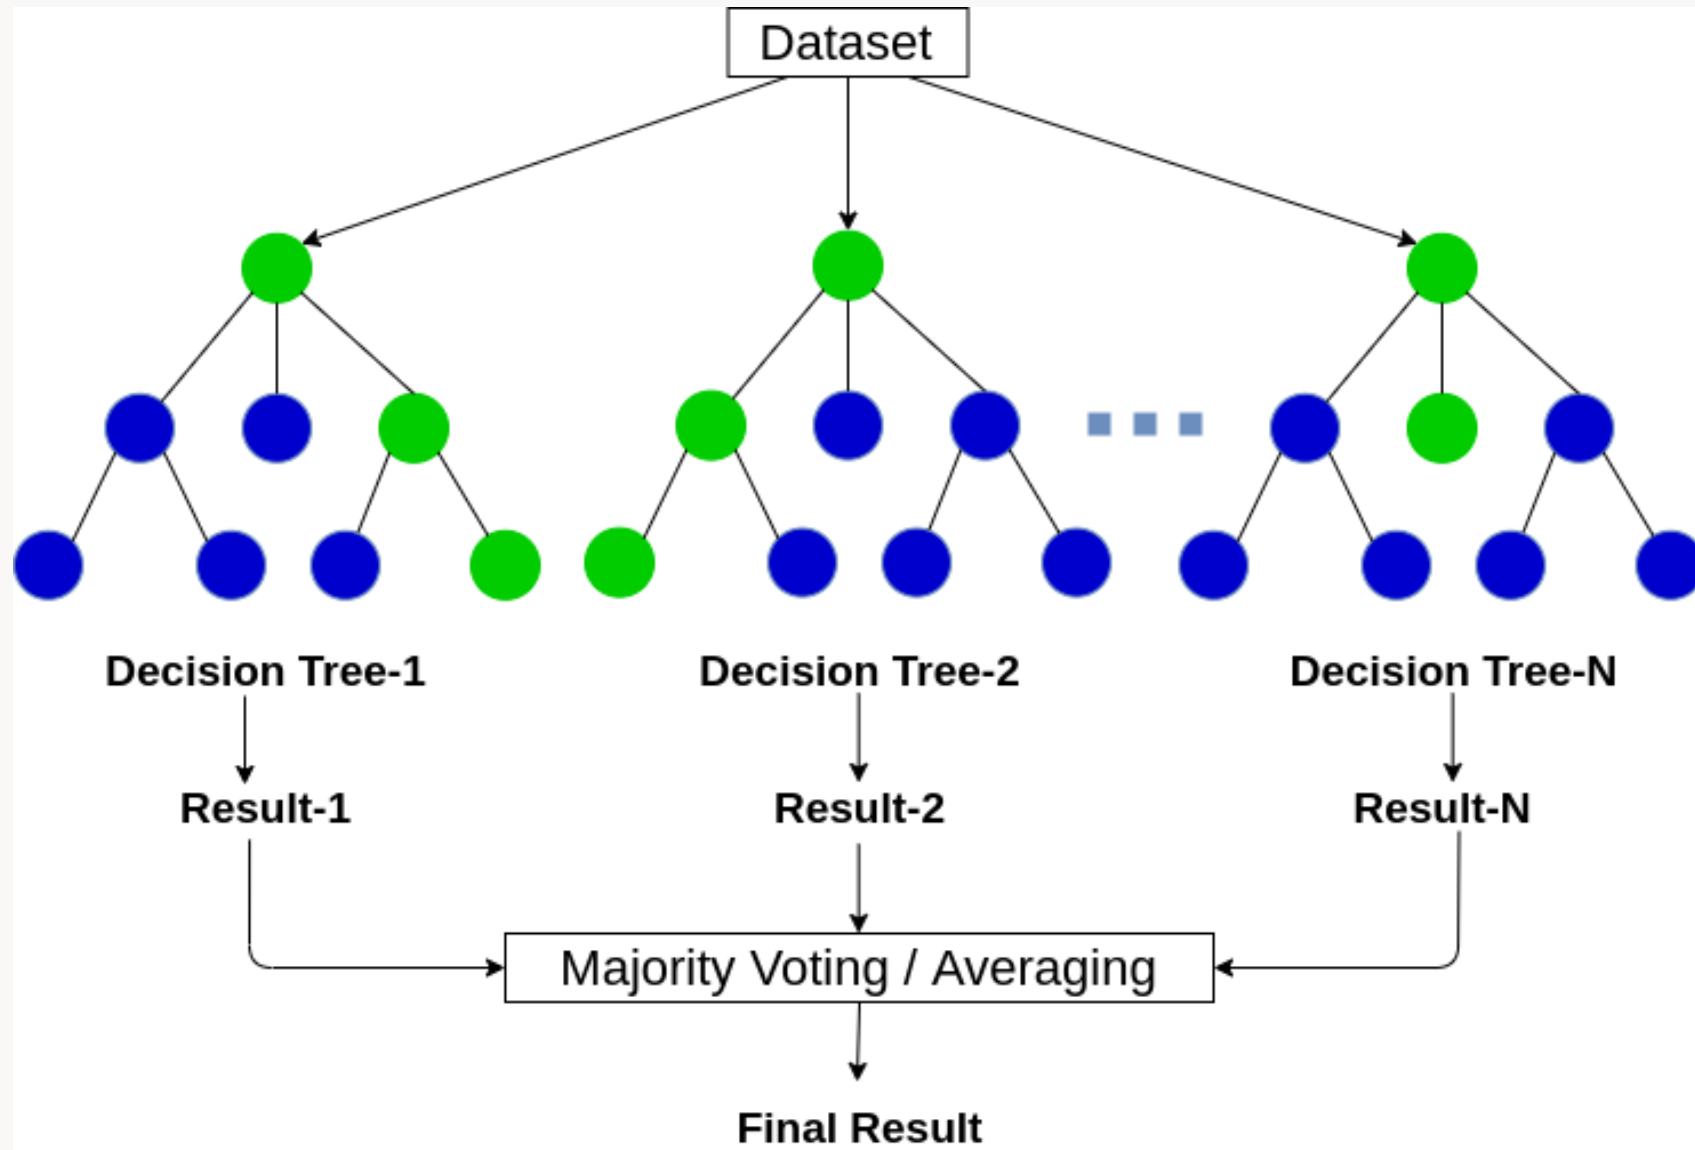 Dataset
Decision Tree-1
Decision Tree-2
Decision Tree-N
Result-1
Result-2
Result-N
Majority Voting / Averaging
Final Result